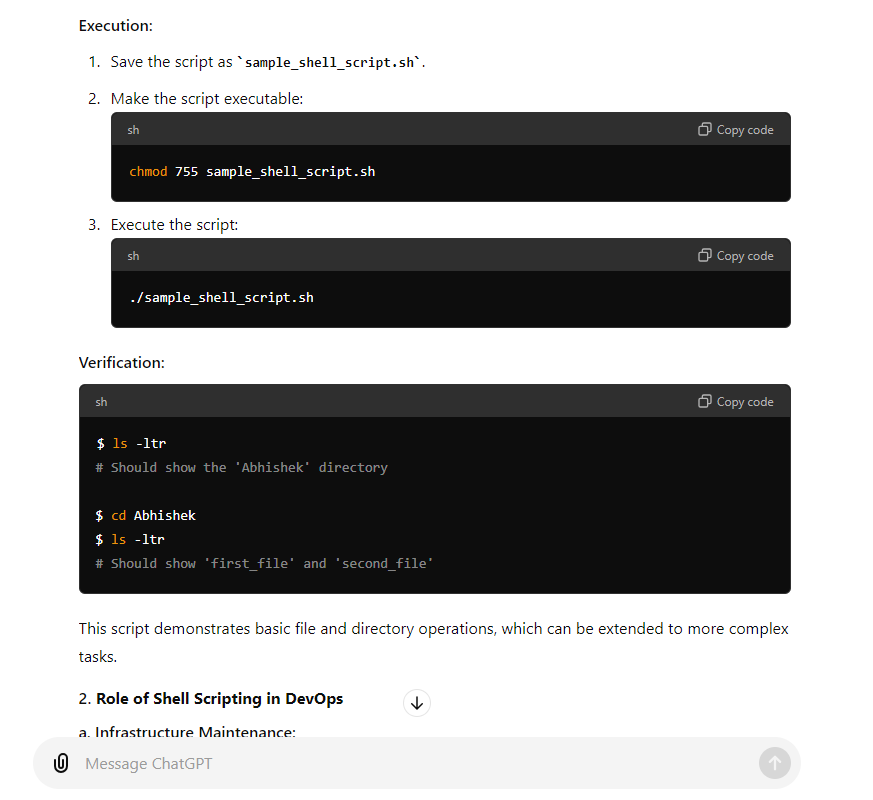 Execution:
1. Save the script as `sample_shell_script.sh`.
2. Make the script executable:
sh Copy code
chmod 755 sample_shell_script.sh
3. Execute the script:
sh Copy code
./sample_shell_script.sh
Verification:
sh Copy code
$ ls -ltr
# Should show the 'Abhishek' directory
$ cd Abhishek
$ ls -ltr
# Should show 'first_file' and 'second_file'
This script demonstrates basic file and directory operations, which can be extended to more complex
tasks.
2. Role of Shell Scripting in DevOps
a. Infrastructure Maintenance:
Message ChatGPT